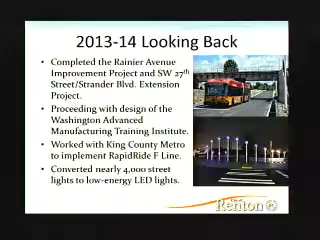 2013-14 Looking Back
• Completed the Rainier Avenue
Improvement Project and SW 27th
Street/Strander Blvd. Extension
Project.
• Proceeding with design of the
Washington Advanced
Manufacturing Training Institute.
• Worked with King County Metro
to implement RapidRide F Line.
• Converted nearly 4,000 street
lights to low-energy LED lights.
Renton